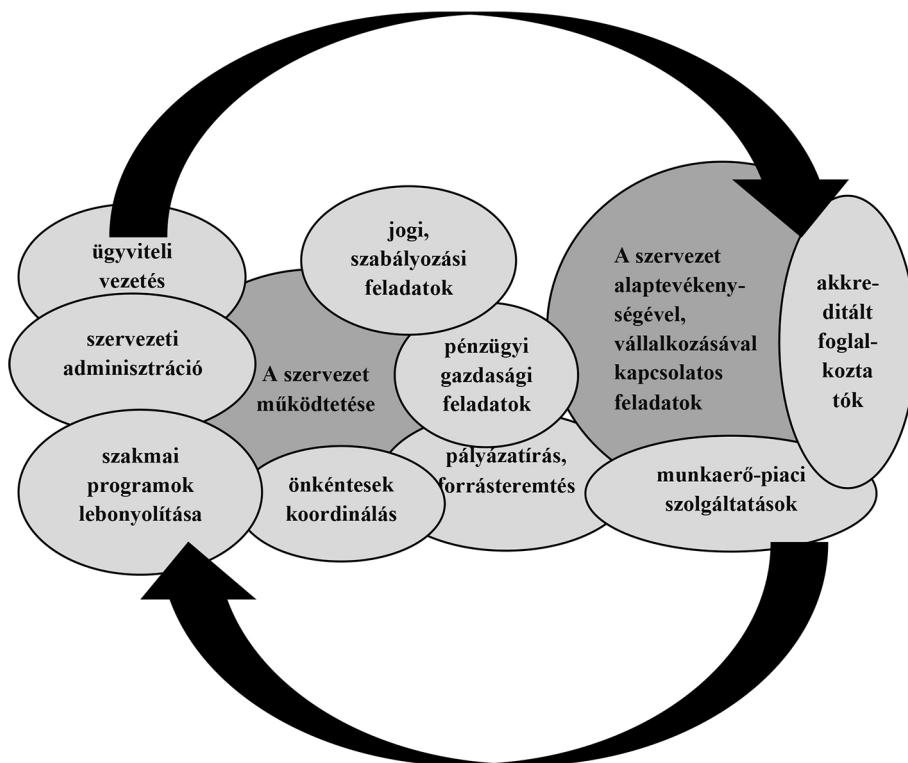 ügyviteli
vezetés
szervezeti
adminisztráció
szakmai
programok
lebonyolítása
A szervezet
működtetése
jogi,
szabályozási
feladatok
pénzügyi
gazdasági
feladatok
önkéntesek
koordinálás
pályázatírás,
forrásteremtés
A szervezet
alaptevékeny-
ségével,
vállalkozásával
kapcsolatos
feladatok
akkre-
ditált
foglal-
kozta
tók
munkaerő-piaci
szolgáltatások